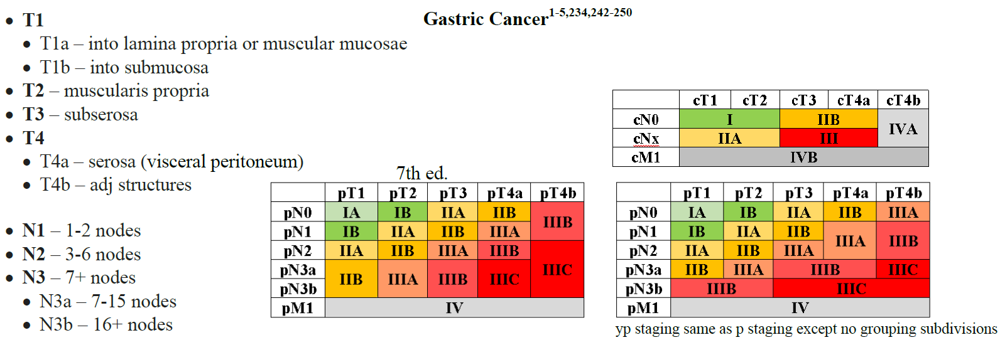 Gastric Cancer1-5,234,242-250
• T1
• T1a – into lamina propria or muscular mucosae
• T1b – into submucosa
• T2 – muscularis propria
• T3 – subserosa
• T4
• T4a – serosa (visceral peritoneum)
• T4b – adj structures
• N1 – 1-2 nodes
• N2 – 3-6 nodes
• N3 – 7+ nodes
• N3a – 7-15 nodes
• N3b – 16+ nodes
cT1 cT2 cT3 cT4a cT4b
cN0 I IIB IVA
cNx IIA III
cM1 IVB
7th ed.
pT1 pT2 pT3 pT4a pT4b
pN0 IA IB IIA IIB IIIB
pN1 IB IIA IIB IIIA
pN2 IIA IIB IIIA IIIB IIIC
pN3a IIB IIIA IIIB IIIC
pN3b
pM1 IV
pT1 pT2 pT3 pT4a pT4b
pN0 IA IB IIA IIB IIIA
pN1 IB IIA IIB IIIA IIIB
pN2 IIA IIB IIIA
pN3a IIB IIIA IIIB IIIC
pN3b IIIB IIIC
pM1 IV
yp staging same as p staging except no grouping subdivisions